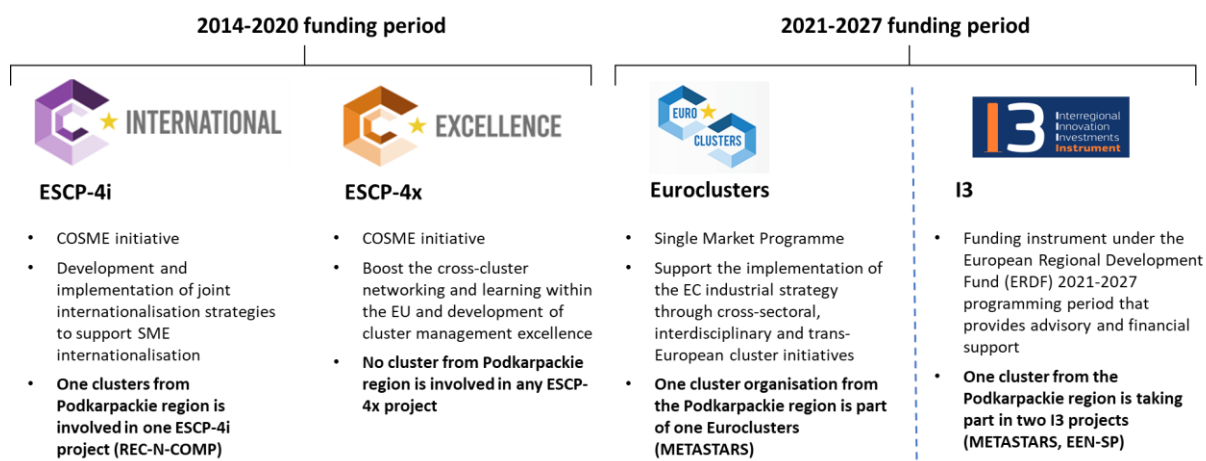 2014-2020 funding period
2021-2027 funding period
INTERNATIONAL
ESCP-4i
• COSME initiative
• Development and
implementation of joint
internationalisation strategies
to support SME
internationalisation
• One clusters from
Podkarpackie region is
involved in one ESCP-4i
project (REC-N-COMP)
EXCELLENCE
ESCP-4x
• COSME initiative
• Boost the cross-cluster
networking and learning within
the EU and development of
cluster management excellence
• No cluster from Podkarpackie
region is involved in any ESCP-
4x project
EURO
CLUSTERS
Euroclusters
• Single Market Programme
• Support the implementation of
the EC industrial strategy
through cross-sectoral,
interdisciplinary and trans-
European cluster initiatives
• One cluster organisation from
the Podkarpackie region is part
of one Euroclusters
(METASTARS)
I3
Interregional
Innovation
Investments
Instrument
I3
• Funding instrument under the
European Regional Development
Fund (ERDF) 2021-2027
programming period that
provides advisory and financial
support
• One cluster from the
Podkarpackie region is taking
part in two I3 projects
(METASTARS, EEN-SP)